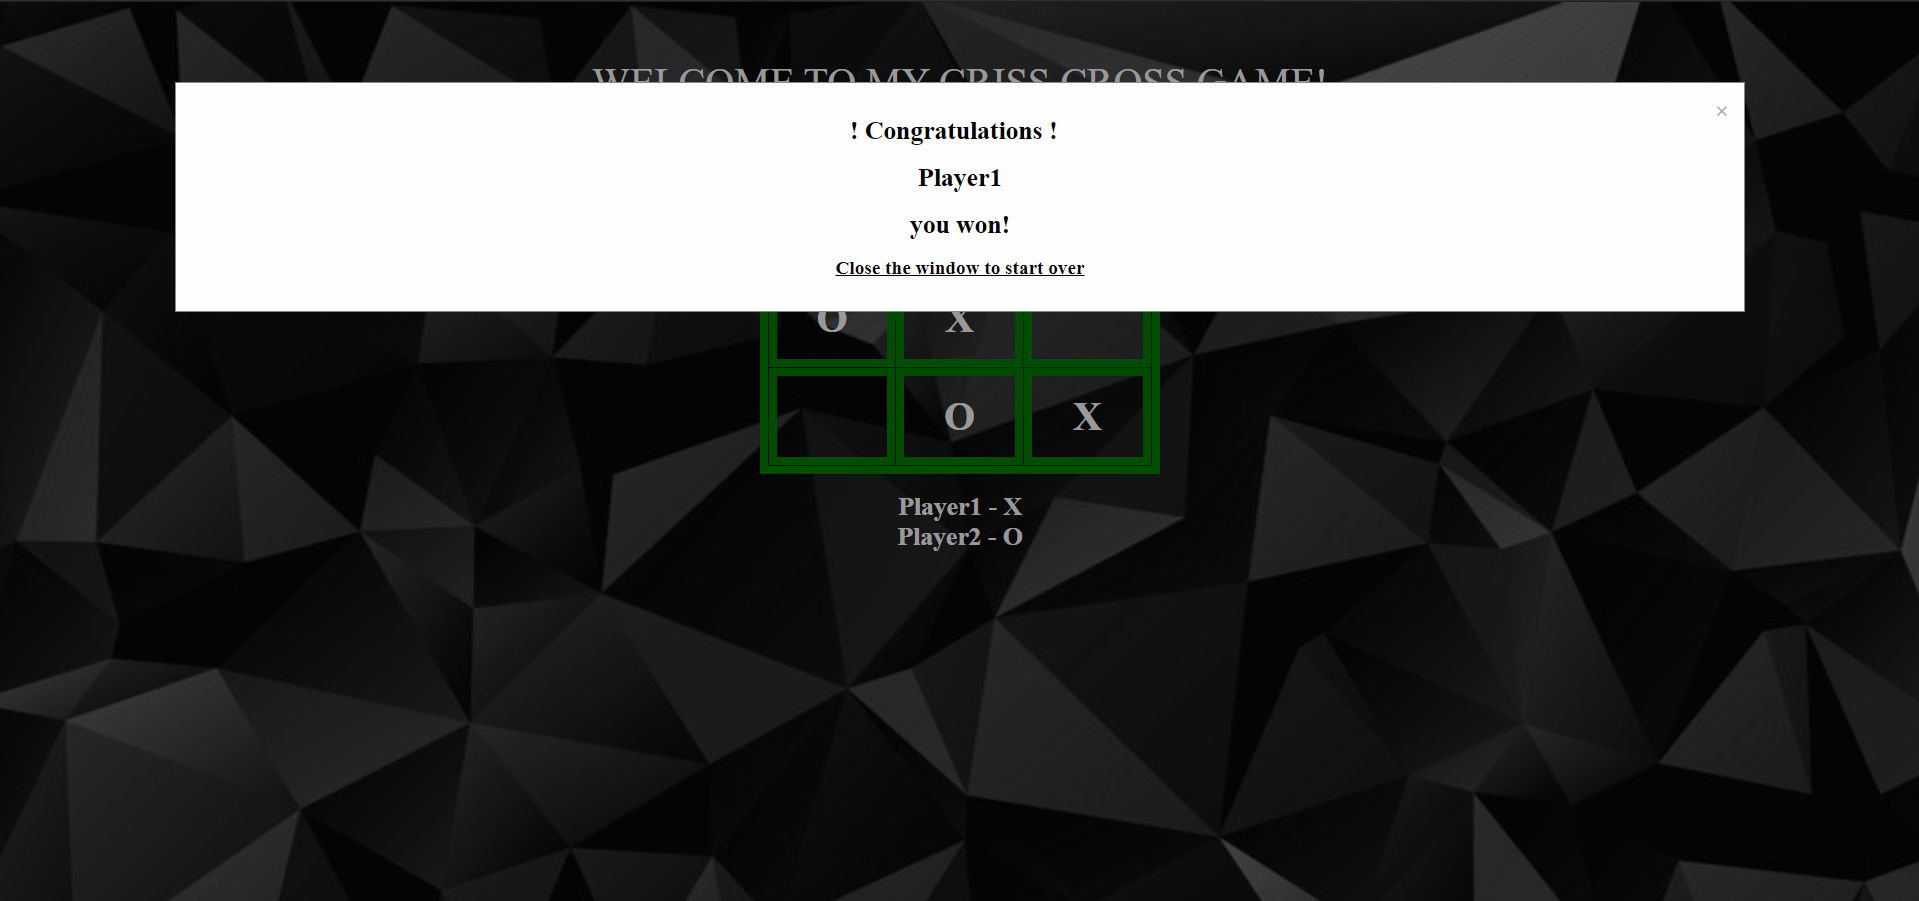 WELCOME TO MY CRISS CROSS GAME!
×
! Congratulations !
Player1
you won!
Close the window to start over
O X
O X
Player1 - X
Player2 - O